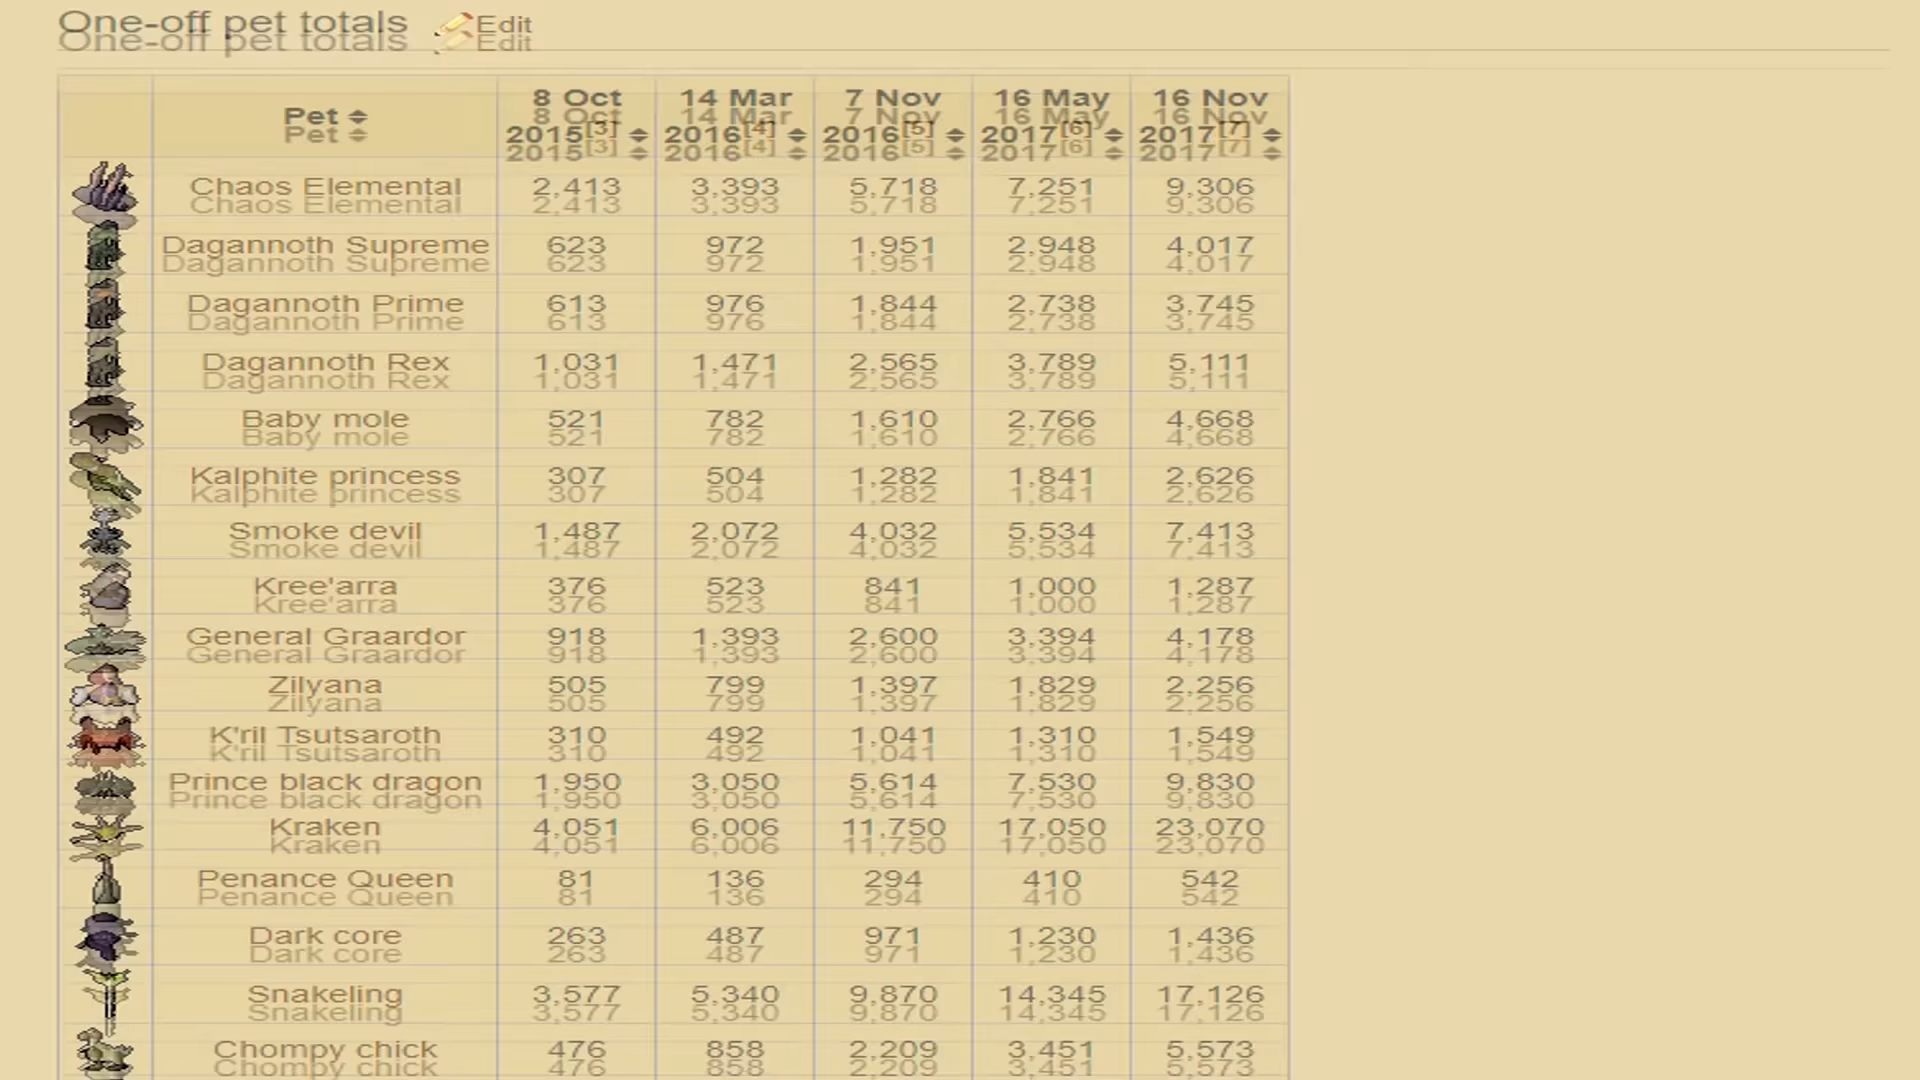 One-off pet totals Edit
Pet 8 Oct 2015[3] 14 Mar 2016[4] 7 Nov 2016[5] 16 May 2017[6] 16 Nov 2017[7]
Chaos Elemental 2,413 3,393 5,718 7,251 9,306
Dagannoth Supreme 623 972 1,951 2,948 4,017
Dagannoth Prime 613 976 1,844 2,738 3,745
Dagannoth Rex 1,031 1,471 2,565 3,789 5,111
Baby mole 521 782 1,610 2,766 4,668
Kalphite princess 307 504 1,282 1,841 2,626
Smoke devil 1,487 2,072 4,032 5,534 7,413
Kree'arra 376 523 841 1,000 1,287
General Graardor 918 1,393 2,600 3,394 4,178
Zilyana 505 799 1,397 1,829 2,256
K'ril Tsutsaroth 310 492 1,041 1,310 1,549
Prince black dragon 1,950 3,050 5,614 7,530 9,830
Kraken 4,051 6,006 11,750 17,050 23,070
Penance Queen 81 136 294 410 542
Dark core 263 487 971 1,230 1,436
Snakeling 3,577 5,340 9,870 14,345 17,126
Chompy chick 476 858 2,209 3,451 5,573